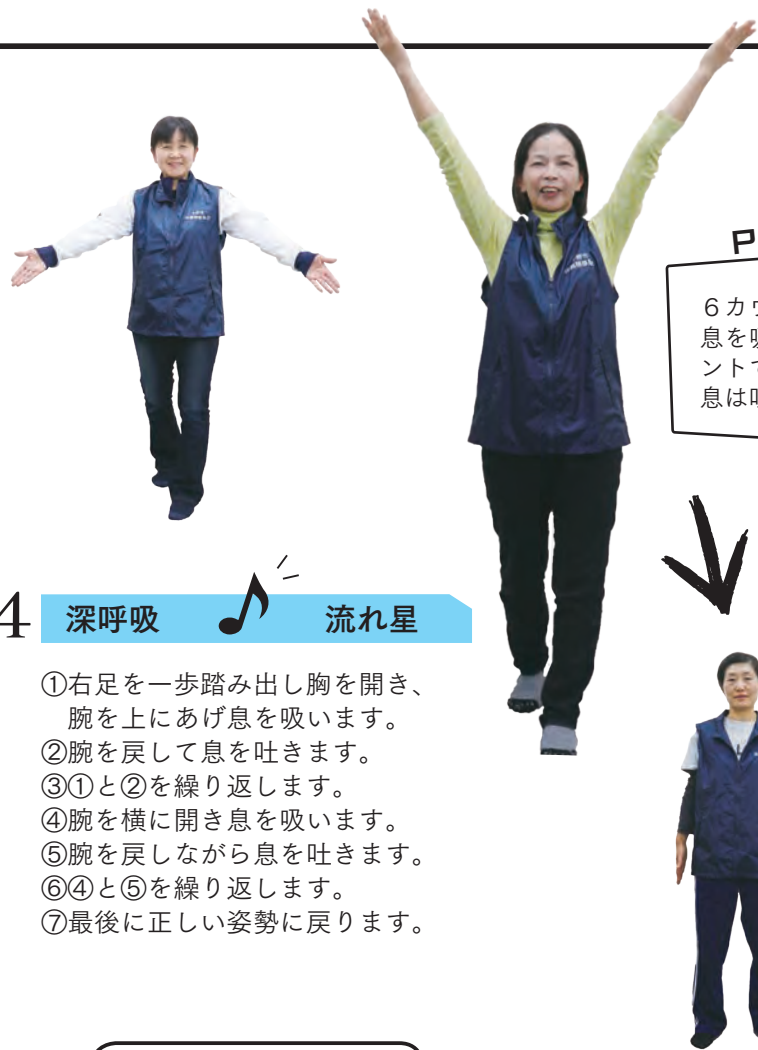 P
6カウ
息を吸
ントで
息は吸
4 深呼吸 流れ星
①右足を一歩踏み出し胸を開き、
腕を上にあげ息を吸います。
②腕を戻して息を吐きます。
③①と②を繰り返します。
④腕を横に開き息を吸います。
⑤腕を戻しながら息を吐きます。
⑥④と⑤を繰り返します。
⑦最後に正しい姿勢に戻ります。